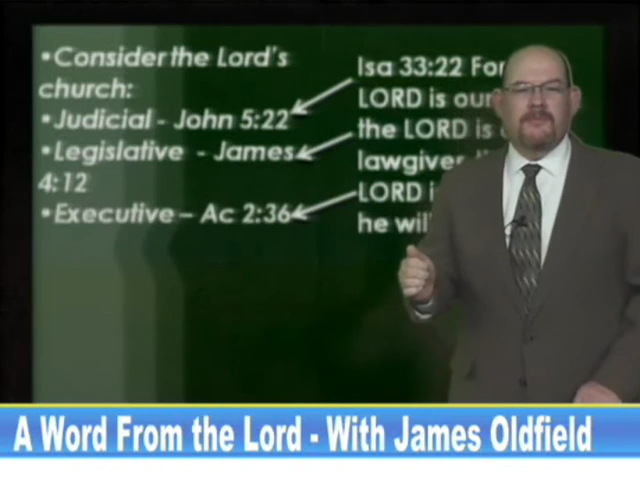 •Consider the Lord's
church:
•Judicial - John 5:22
•Legislative - James
4:12
•Executive – Ac 2:36
Isa 33:22 For
LORD is our
the LORD is
lawgiver
LORD i
he wil
A Word From the Lord - With James Oldfield